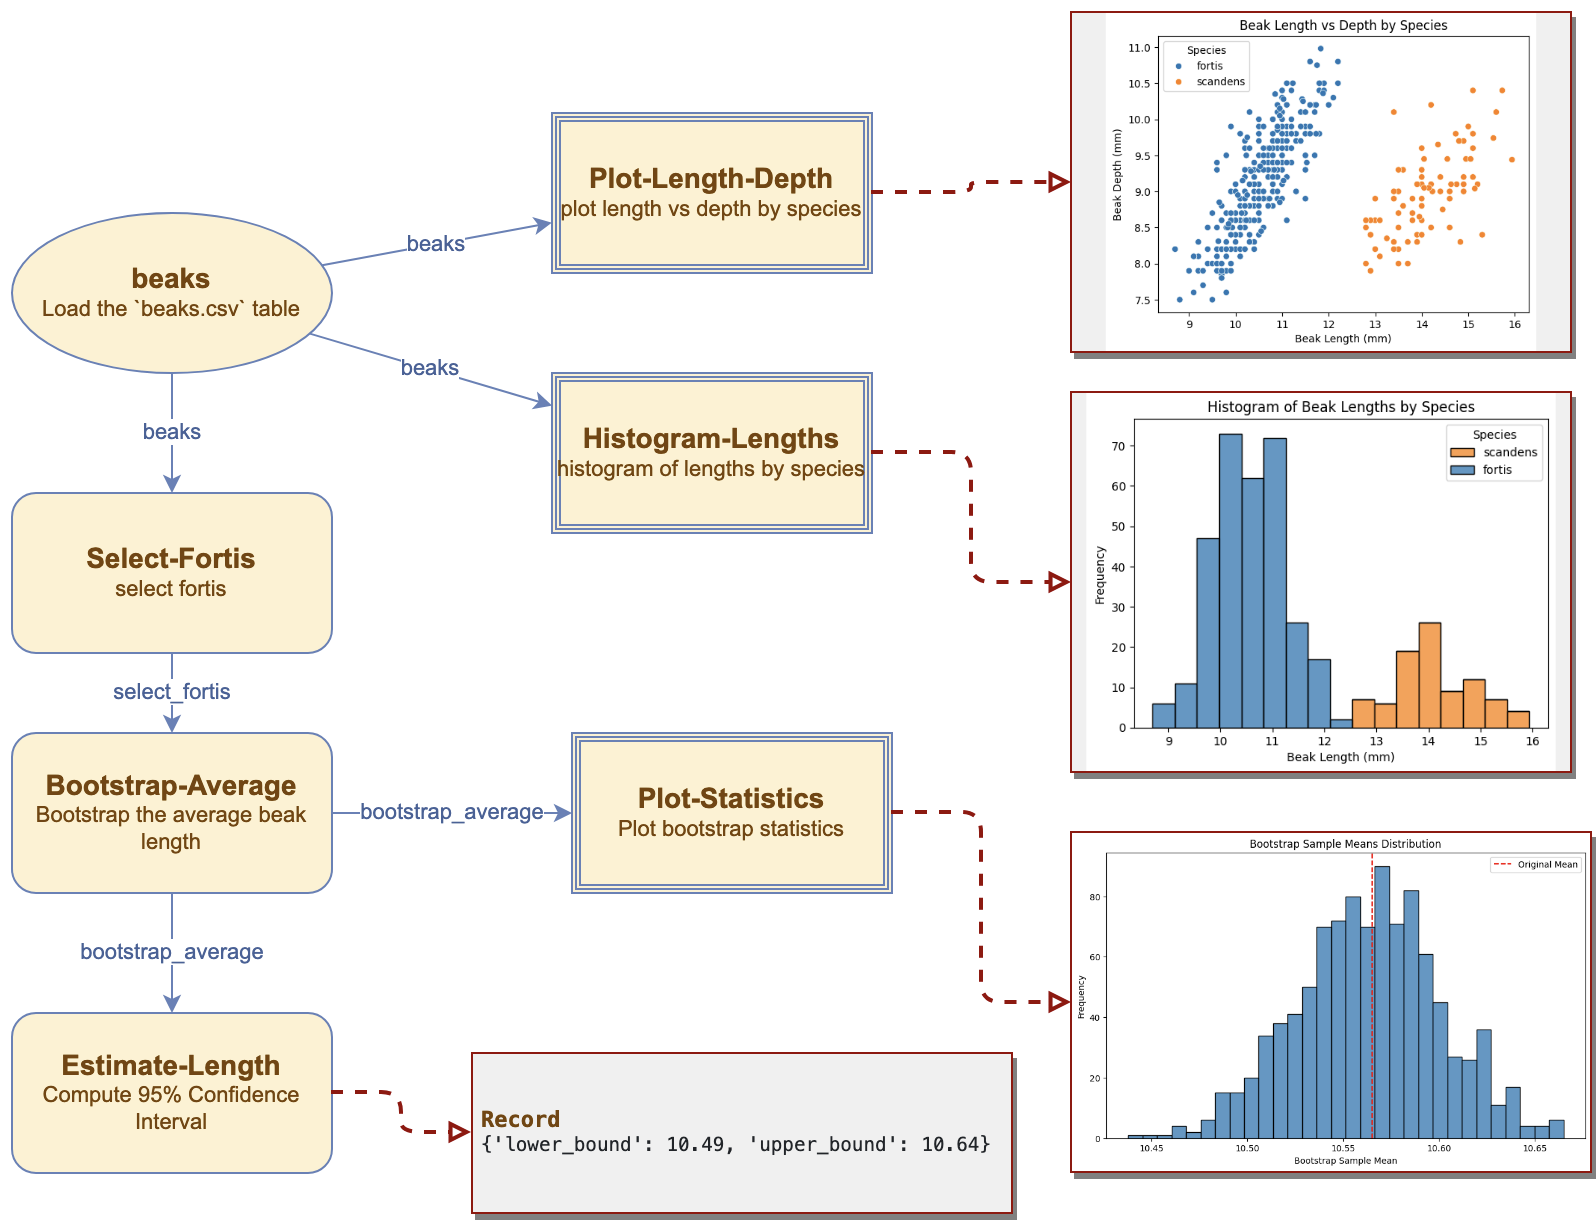 beaks
Load the `beaks.csv` table
beaks
beaks
beaks
Plot-Length-Depth
plot length vs depth by species
Histogram-Lengths
histogram of lengths by species
Select-Fortis
select fortis
select_fortis
Bootstrap-Average
Bootstrap the average beak
length
bootstrap_average
Plot-Statistics
Plot bootstrap statistics
bootstrap_average
Estimate-Length
Compute 95% Confidence
Interval
Record
{'lower_bound': 10.49, 'upper_bound': 10.64}
Beak Length vs Depth by Species
Species
fortis
scandens
Beak Depth (mm)
11.0
10.5
10.0
9.5
9.0
8.5
8.0
7.5
9 10 11 12 13 14 15 16
Beak Length (mm)
Histogram of Beak Lengths by Species
Species
scandens
fortis
Frequency
70
60
50
40
30
20
10
0
9 10 11 12 13 14 15 16
Beak Length (mm)
Bootstrap Sample Means Distribution
Original Mean
Frequency
80
60
40
20
0
10.45 10.50 10.55 10.60 10.65
Bootstrap Sample Mean